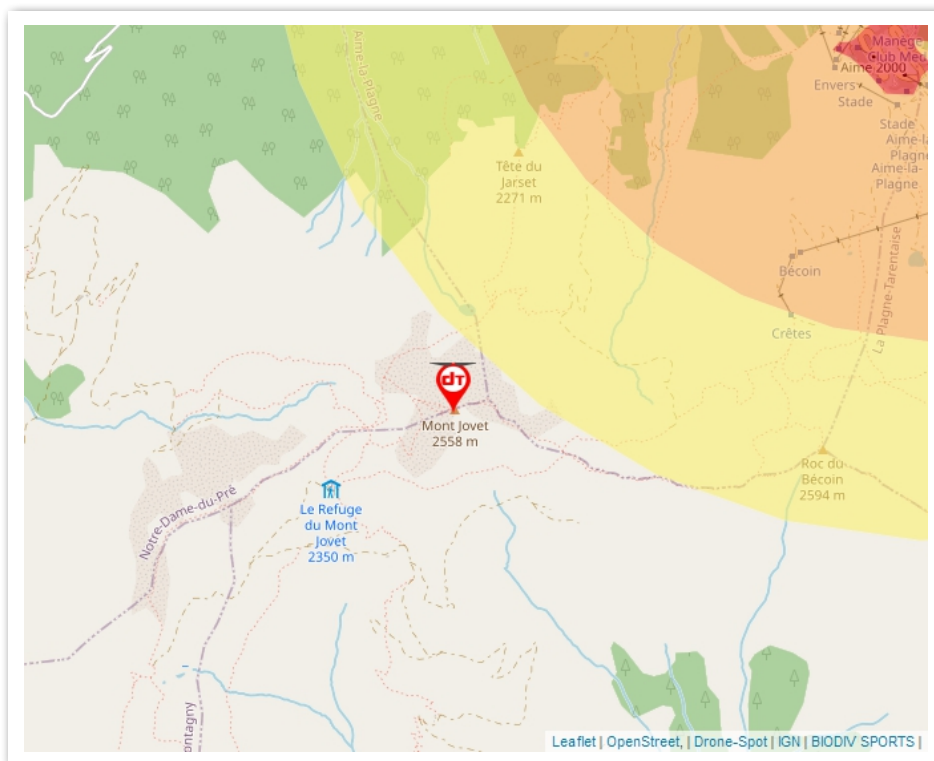 Manège
Club Med
Aime 2000
Envers
Stade
Stade
Aime-la-
Plagne
Aime-la-
Plagne
Aime-la-Plagne
Tête du
Jarset
2271 m
La Plagne-Tarentaise
Bécoin
Crêtes
dT
Mont Jovet
2558 m
Roc du
Bécoin
2594 m
Notre-Dame-du-Pré
Le Refuge
du Mont
Jovet
2350 m
ontagny
Leaflet | OpenStreet, | Drone-Spot | IGN | BIODIV SPORTS |